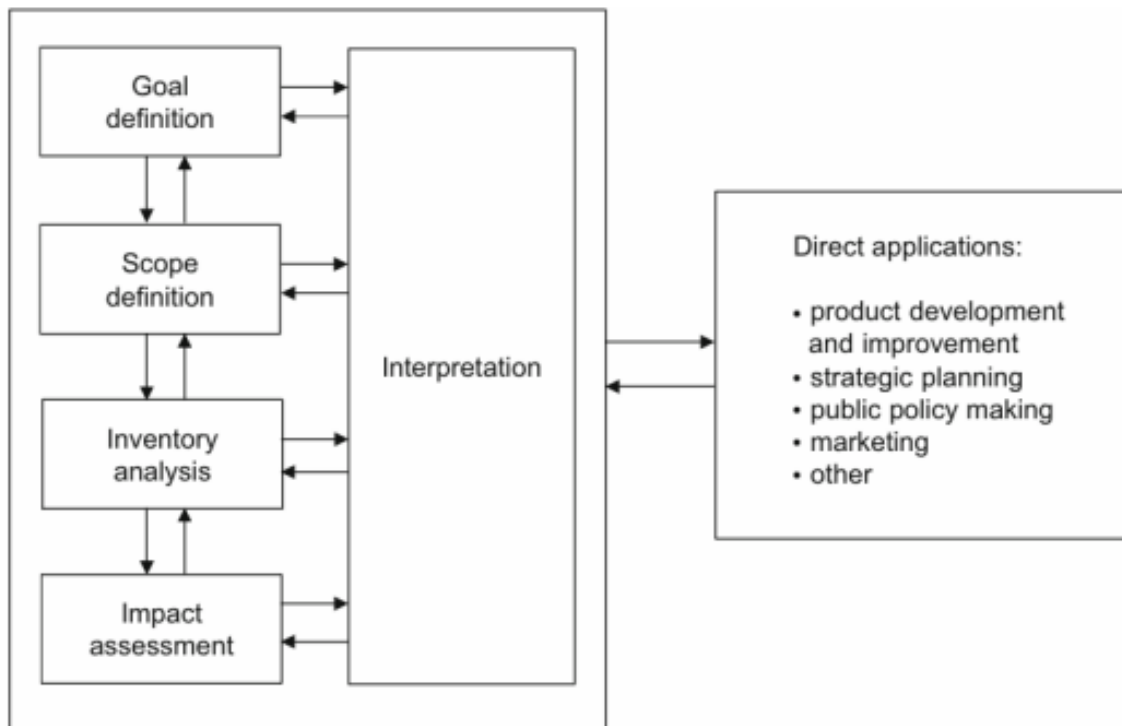 Goal
definition
Scope
definition
Inventory
analysis
Impact
assessment
Interpretation
Direct applications:
• product development
and improvement
• strategic planning
• public policy making
• marketing
• other